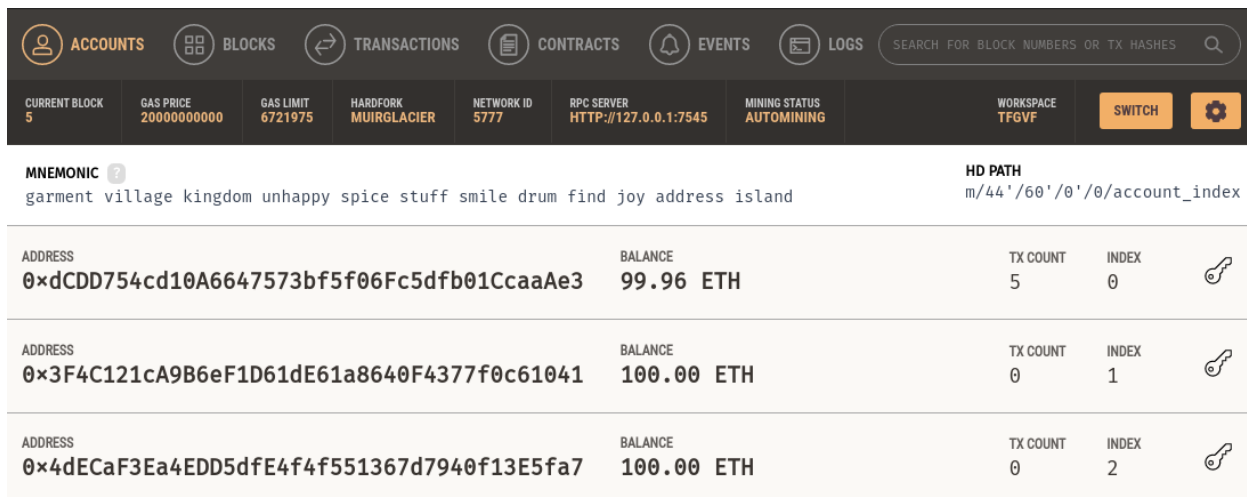 ACCOUNTS BLOCKS TRANSACTIONS CONTRACTS EVENTS LOGS SEARCH FOR BLOCK NUMBERS OR TX HASHES
CURRENT BLOCK GAS PRICE GAS LIMIT HARDFORK NETWORK ID RPC SERVER MINING STATUS WORKSPACE SWITCH
5 20000000000 6721975 MUIRGLACIER 5777 HTTP://127.0.0.1:7545 AUTOMINING TFGVF
MNEMONIC ? HD PATH
garment village kingdom unhappy spice stuff smile drum find joy address island m/44'/60'/0'/0/account_index
ADDRESS BALANCE TX COUNT INDEX
0×dCDD754cd10A6647573bf5f06Fc5dfb01CcaaAe3 99.96 ETH 5 0
ADDRESS BALANCE TX COUNT INDEX
0×3F4C121cA9B6eF1D61dE61a8640F4377f0c61041 100.00 ETH 0 1
ADDRESS BALANCE TX COUNT INDEX
0×4dECaF3Ea4EDD5dfE4f4f551367d7940f13E5fa7 100.00 ETH 0 2